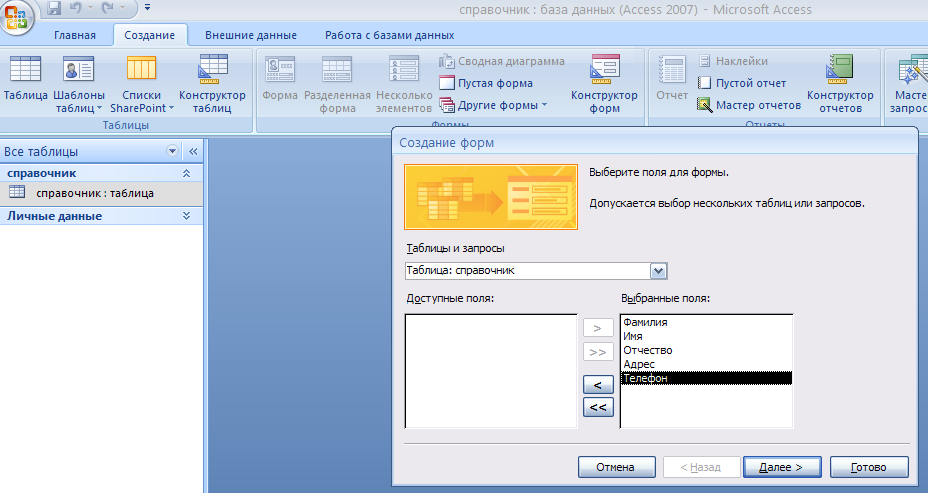 справочник : база данных (Access 2007) - Microsoft Access
Главная Создание Внешние данные Работа с базами данных
Таблица Шаблоны таблиц Списки SharePoint Конструктор таблиц
Таблицы
Форма Разделенная форма Несколько элементов
Сводная диаграмма
Пустая форма
Другие формы
Конструктор форм
Формы
Отчет
Наклейки
Пустой отчет
Мастер отчетов
Конструктор отчетов
Отчеты
Мастер
запросов
Все таблицы
справочник
справочник : таблица
Личные данные
Создание форм
Выберите поля для формы.
Допускается выбор нескольких таблиц или запросов.
Таблицы и запросы
Таблица: справочник
Доступные поля: Выбранные поля:
Фамилия
Имя
Отчество
Адрес
Телефон
>
>>
<
<<
Отмена < Назад Далее > Готово